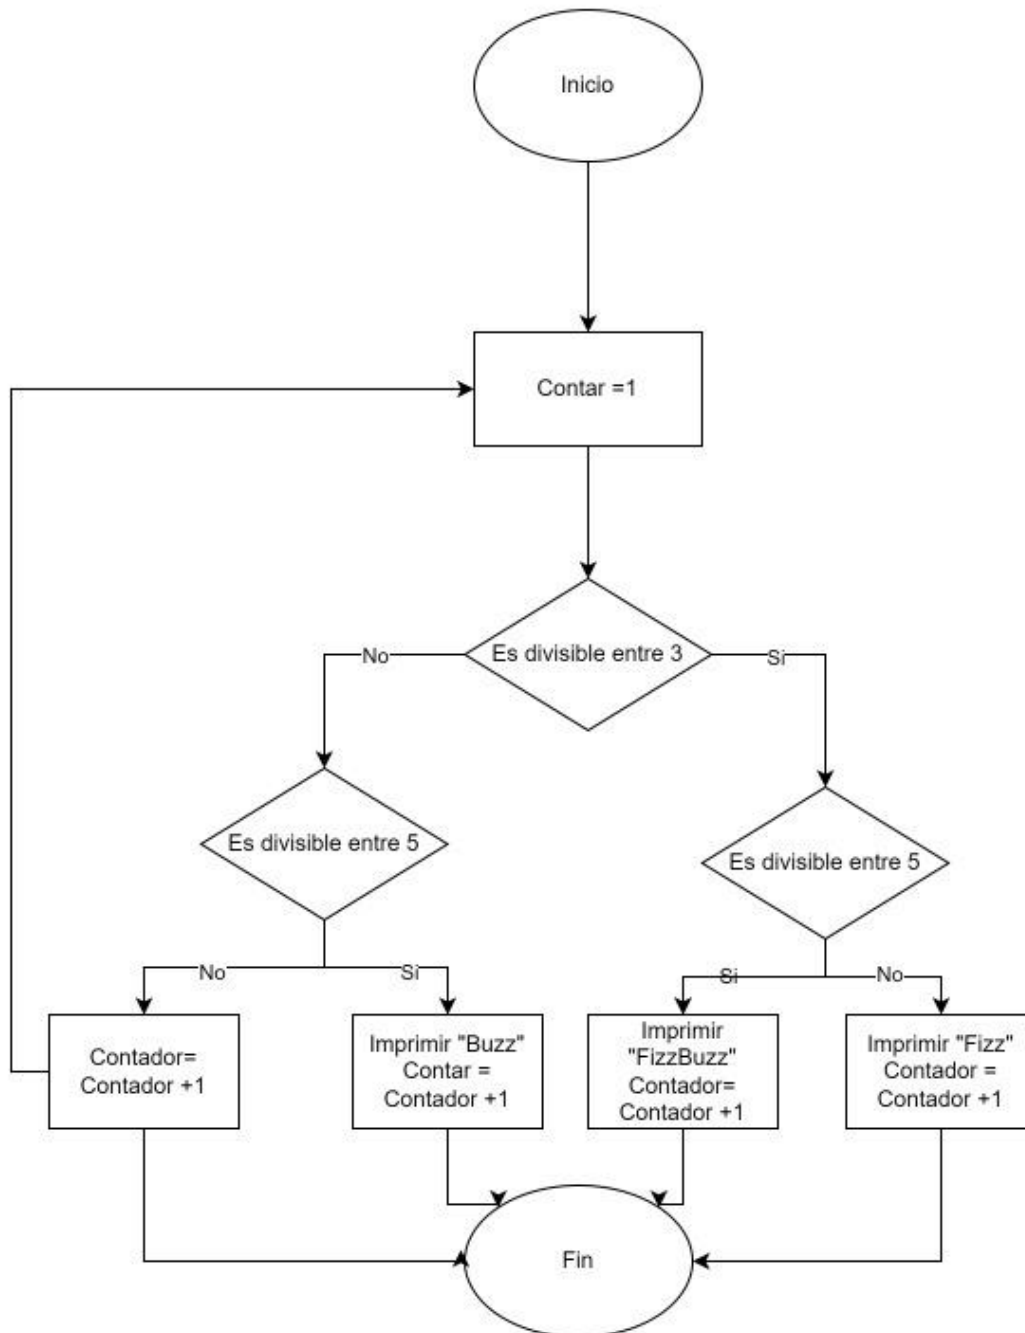 Inicio
Contar =1
Es divisible entre 3
No
Si
Es divisible entre 5
Es divisible entre 5
No
Si
Si
No
Contador=
Contador +1
Imprimir "Buzz"
Contar =
Contador +1
Imprimir
"FizzBuzz"
Contador=
Contador +1
Imprimir "Fizz"
Contador =
Contador +1
Fin